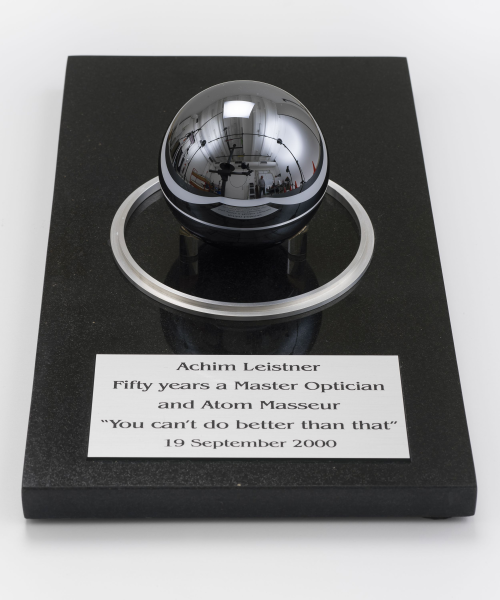 Achim Leistner
Fifty years a Master Optician
and Atom Masseur
"You can't do better than that"
19 September 2000